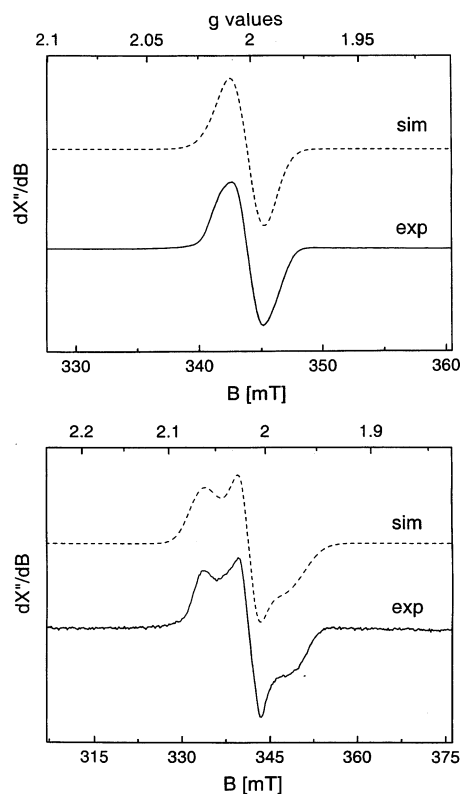 g values
2.1 2.05 2 1.95
sim
exp
dX"/dB
330 340 350 360
B [mT]
2.2 2.1 2 1.9
sim
exp
dX"/dB
315 330 345 360 375
B [mT]